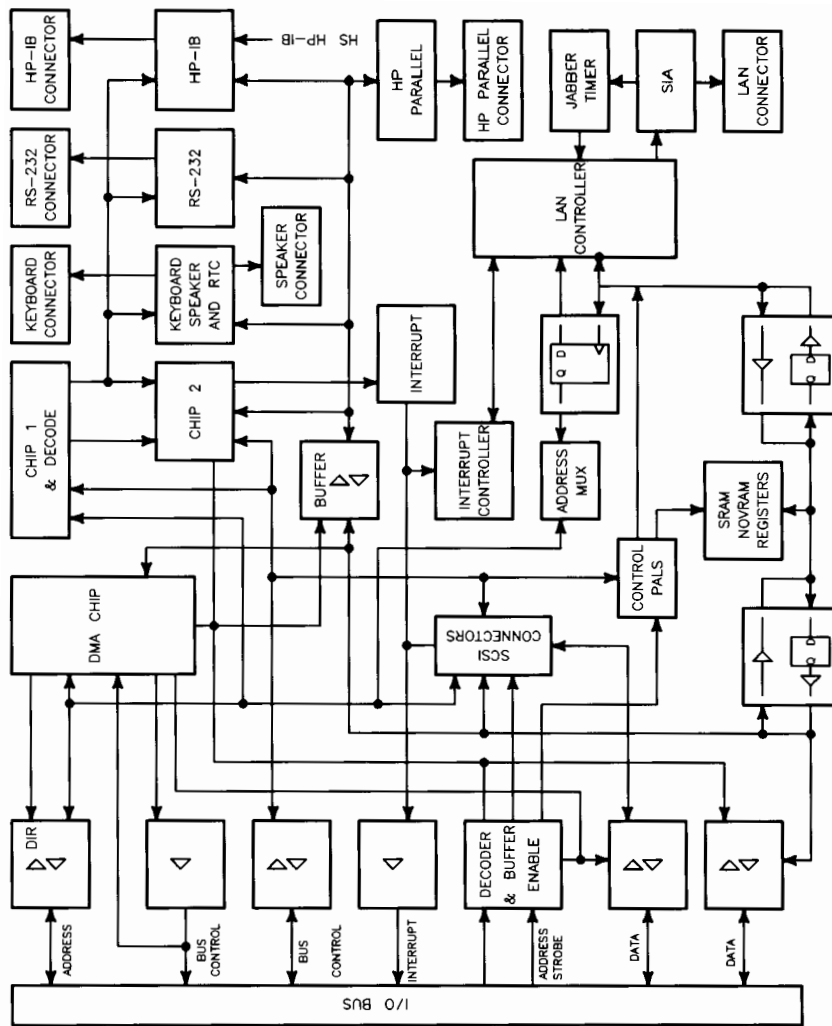 HP-IB
CONNECTOR
HP-IB
HS HP-IB
HP
PARALLEL
HP PARALLEL
CONNECTOR
JABBER
TIMER
SIA
LAN
CONNECTOR
RS-232
CONNECTOR
RS-232
LAN
CONTROLLER
KEYBOARD
CONNECTOR
KEYBOARD
SPEAKER
AND RTC
SPEAKER
CONNECTOR
CHIP 1
& DECODE
CHIP 2
INTERRUPT
BUFFER
INTERRUPT
CONTROLLER
ADDRESS
MUX
Q D
SRAM
NOVRAM
REGISTERS
Q D
DMA CHIP
SCSI
CONNECTORS
CONTROL
PALS
Q D
DIR
DECODER
& BUFFER
ENABLE
ADDRESS
BUS
CONTROL
BUS
CONTROL
INTERRUPT
ADDRESS
STROBE
DATA
DATA
I/O BUS